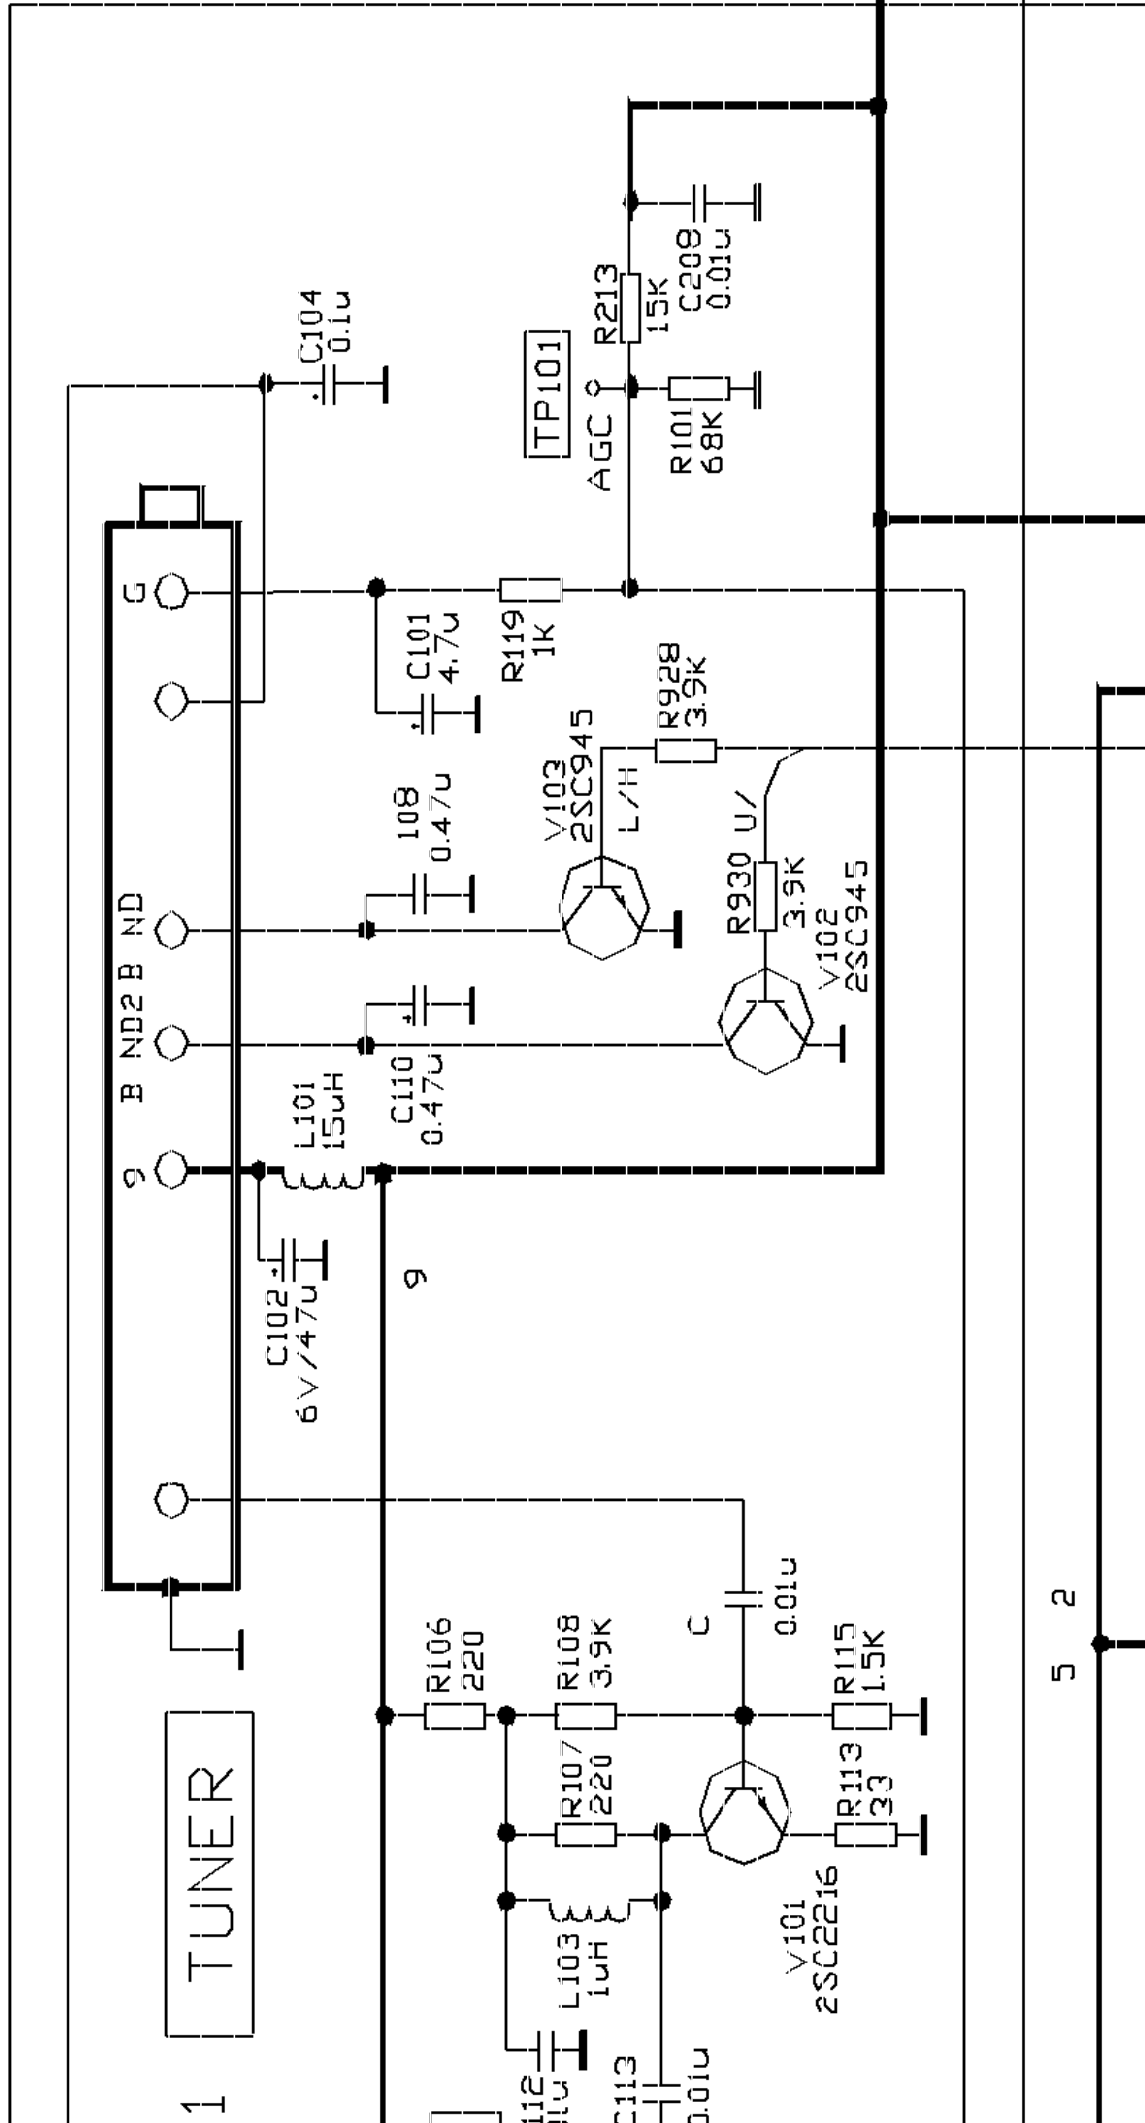 C104
0.1u
R213
15K
C209
0.01u
TP101
AGC
R101
68K
G
C101
4.7u
R119
1K
R928
3.9K
V103
2SC945
L/H
U/
108
0.47u
R930
3.9K
V102
2SC945
B ND2 B ND
C110
0.47u
L101
15uH
9
C102
6V/47u
9
C
0.01u
R106
220
R108
3.9K
R107
220
R115
1.5K
R113
33
V101
2SC2216
L103
1uH
TUNER
1
112
C113
0.01u
5 2